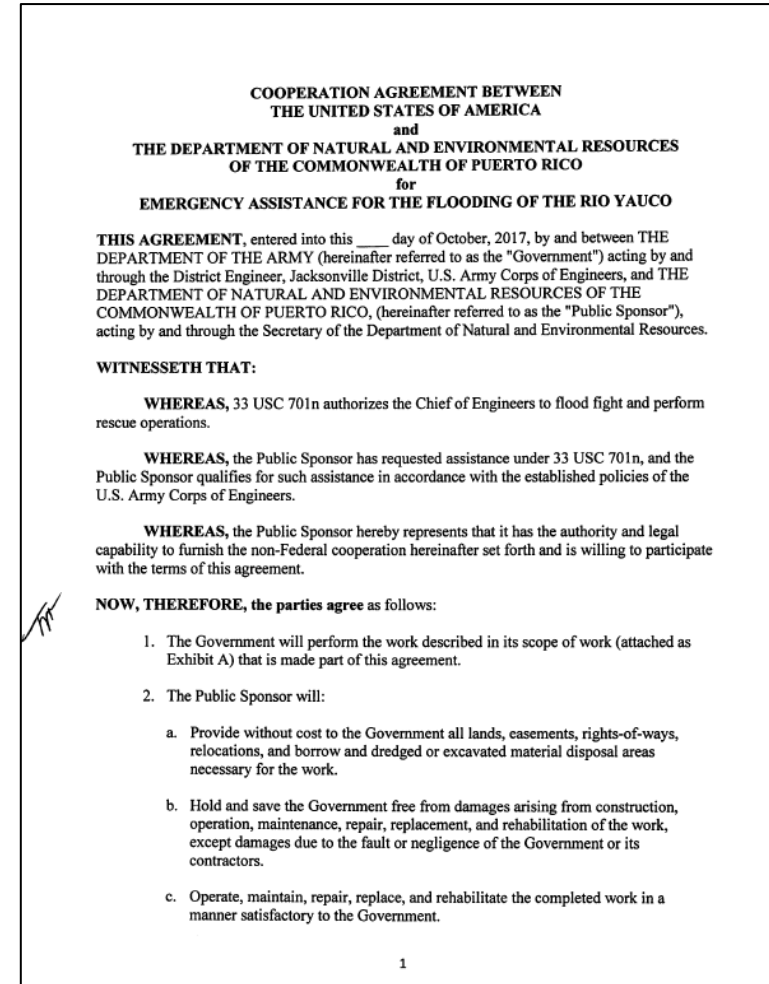 COOPERATION AGREEMENT BETWEEN
THE UNITED STATES OF AMERICA
and
THE DEPARTMENT OF NATURAL AND ENVIRONMENTAL RESOURCES
OF THE COMMONWEALTH OF PUERTO RICO
for
EMERGENCY ASSISTANCE FOR THE FLOODING OF THE RIO YAUCO
THIS AGREEMENT, entered into this ____ day of October, 2017, by and between THE
DEPARTMENT OF THE ARMY (hereinafter referred to as the "Government") acting by and
through the District Engineer, Jacksonville District, U.S. Army Corps of Engineers, and THE
DEPARTMENT OF NATURAL AND ENVIRONMENTAL RESOURCES OF THE
COMMONWEALTH OF PUERTO RICO, (hereinafter referred to as the "Public Sponsor"),
acting by and through the Secretary of the Department of Natural and Environmental Resources.
WITNESSETH THAT:
WHEREAS, 33 USC 701n authorizes the Chief of Engineers to flood fight and perform
rescue operations.
WHEREAS, the Public Sponsor has requested assistance under 33 USC 701n, and the
Public Sponsor qualifies for such assistance in accordance with the established policies of the
U.S. Army Corps of Engineers.
WHEREAS, the Public Sponsor hereby represents that it has the authority and legal
capability to furnish the non-Federal cooperation hereinafter set forth and is willing to participate
with the terms of this agreement.
NOW, THEREFORE, the parties agree as follows:
1. The Government will perform the work described in its scope of work (attached as
Exhibit A) that is made part of this agreement.
2. The Public Sponsor will:
a. Provide without cost to the Government all lands, easements, rights-of-ways,
relocations, and borrow and dredged or excavated material disposal areas
necessary for the work.
b. Hold and save the Government free from damages arising from construction,
operation, maintenance, repair, replacement, and rehabilitation of the work,
except damages due to the fault or negligence of the Government or its
contractors.
c. Operate, maintain, repair, replace, and rehabilitate the completed work in a
manner satisfactory to the Government.
1